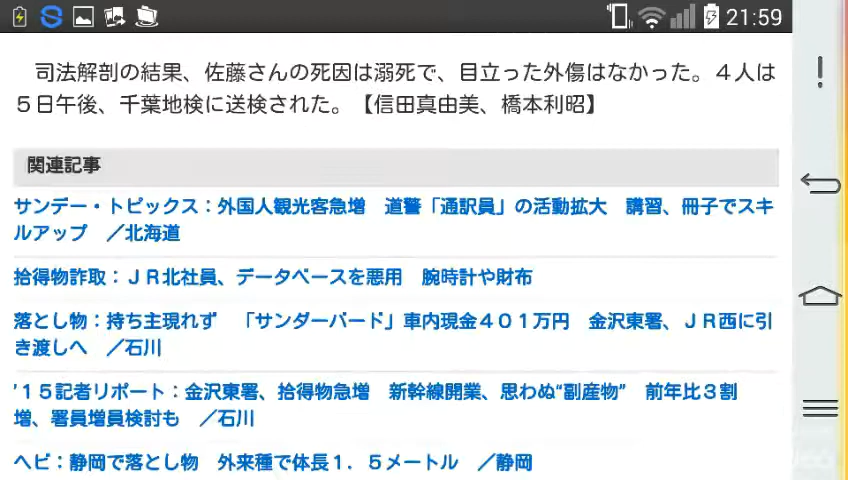 21:59
司法解剖の結果、佐藤さんの死因は溺死で、目立った外傷はなかった。４人は
５日午後、千葉地検に送検された。【信田真由美、橋本利昭】
関連記事
サンデー・トピックス：外国人観光客急増　道警「通訳員」の活動拡大　講習、冊子でスキ
ルアップ　／北海道
拾得物詐取：ＪＲ北社員、データベースを悪用　腕時計や財布
落とし物：持ち主現れず　「サンダーバード」車内現金４０１万円　金沢東署、ＪＲ西に引
き渡しへ　／石川
’１５記者リポート：金沢東署、拾得物急増　新幹線開業、思わぬ“副産物”　前年比３割
増、署員増員検討も　／石川
ヘビ：静岡で落とし物　外来種で体長１．５メートル　／静岡